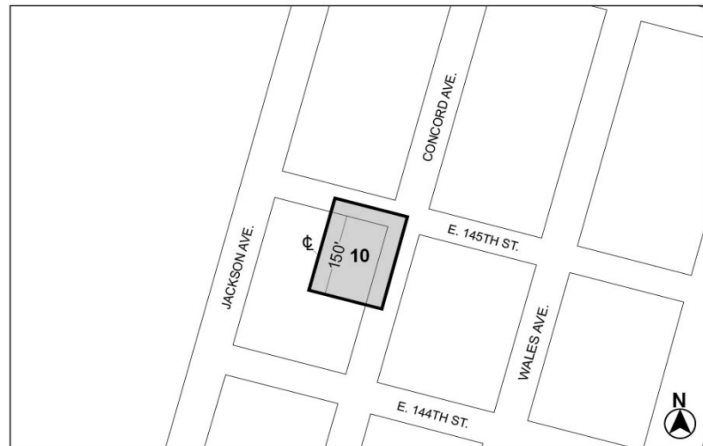 CONCORD AVE.
E. 145TH ST.
℄
150'
10
JACKSON AVE.
WALES AVE.
E. 144TH ST.
N